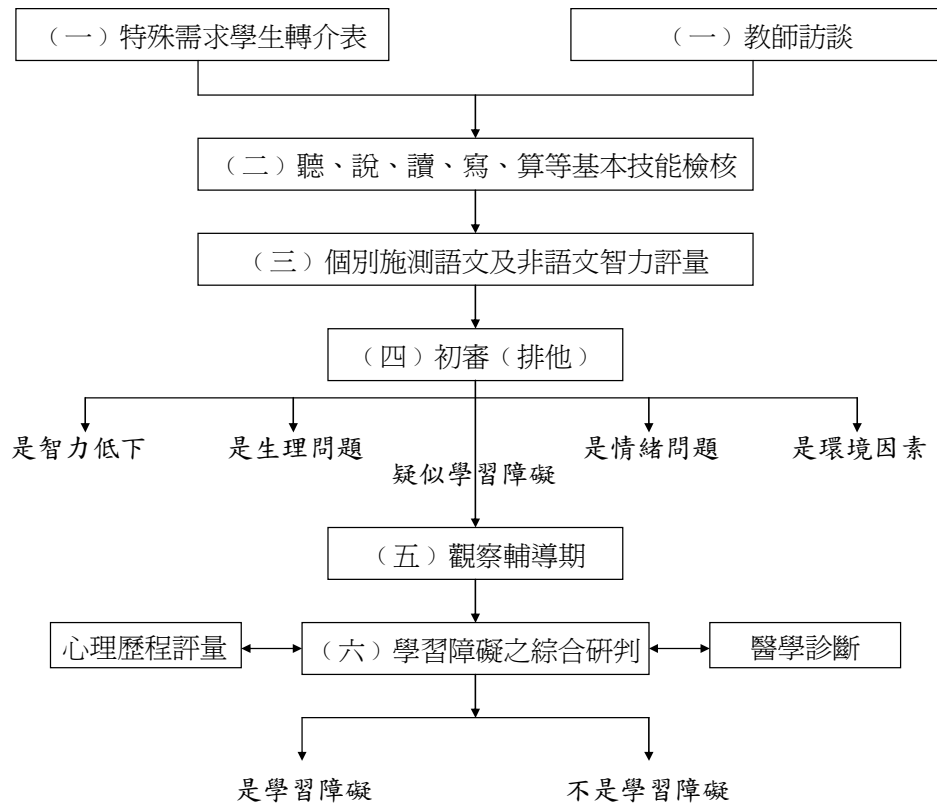 （一）特殊需求學生轉介表
（一）教師訪談
（二）聽、說、讀、寫、算等基本技能檢核
（三）個別施測語文及非語文智力評量
（四）初審（排他）
是智力低下
是生理問題
是情緒問題
是環境因素
疑似學習障礙
（五）觀察輔導期
心理歷程評量
（六）學習障礙之綜合研判
醫學診斷
是學習障礙
不是學習障礙